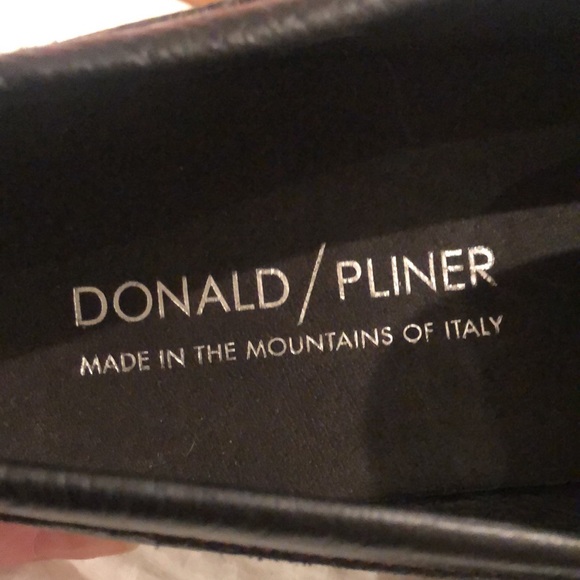 DONALD/PLINER
MADE IN THE MOUNTAINS OF ITALY